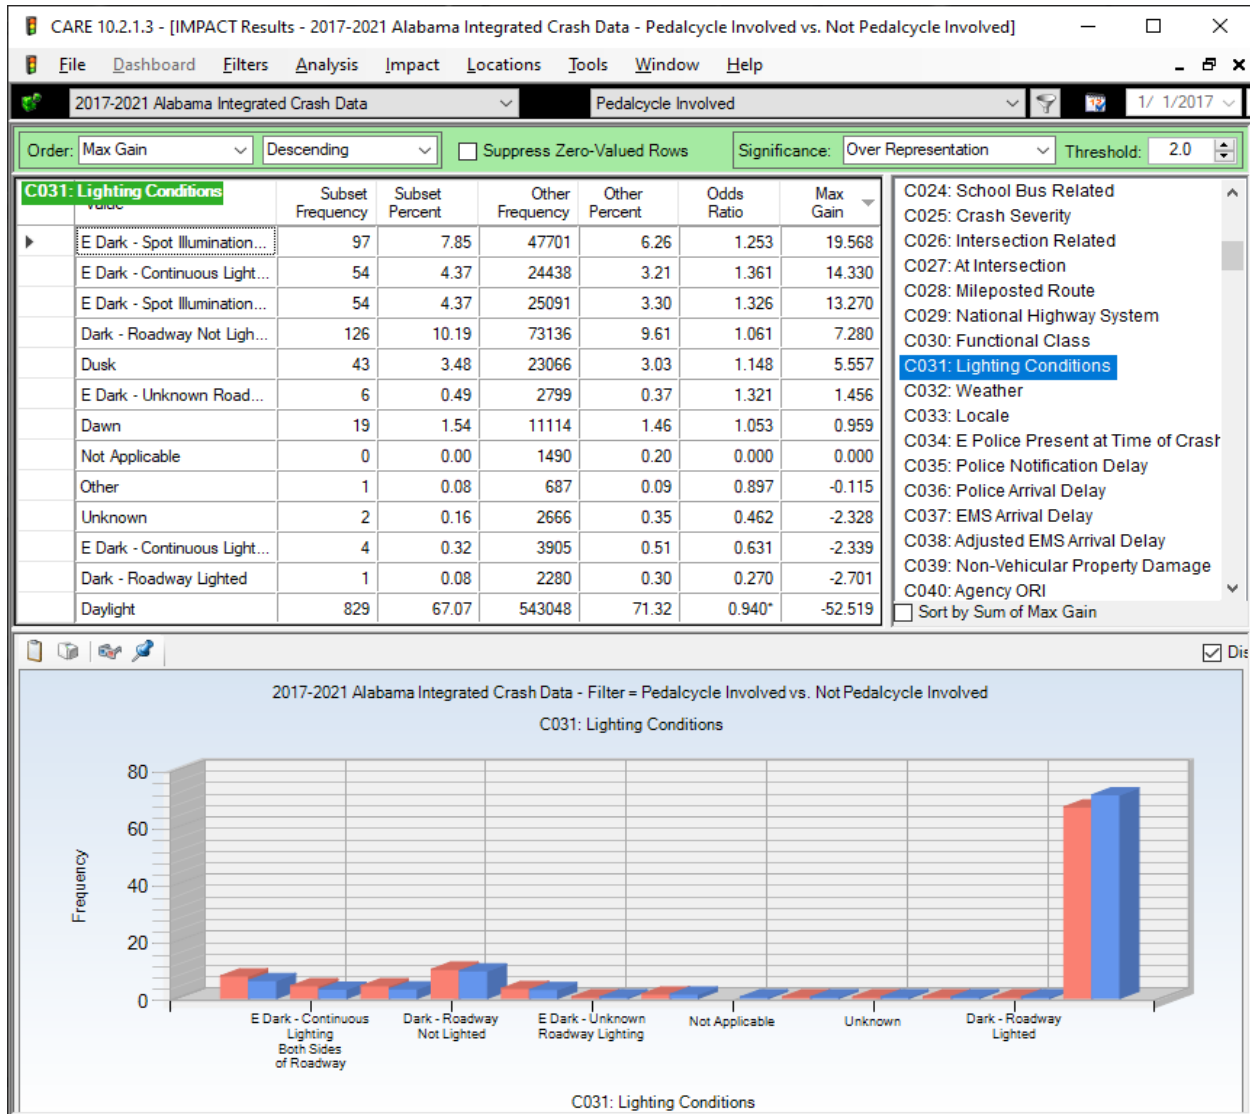 CARE 10.2.1.3 - [IMPACT Results - 2017-2021 Alabama Integrated Crash Data - Pedalcycle Involved vs. Not Pedalcycle Involved]
File Dashboard Filters Analysis Impact Locations Tools Window Help
2017-2021 Alabama Integrated Crash Data Pedalcycle Involved 1/ 1/2017
Order: Max Gain Descending Suppress Zero-Valued Rows Significance: Over Representation Threshold: 2.0
C031: Lighting Conditions Subset Frequency Subset Percent Other Frequency Other Percent Odds Ratio Max Gain
E Dark - Spot Illumination... 97 7.85 47701 6.26 1.253 19.568
E Dark - Continuous Light... 54 4.37 24438 3.21 1.361 14.330
E Dark - Spot Illumination... 54 4.37 25091 3.30 1.326 13.270
Dark - Roadway Not Ligh... 126 10.19 73136 9.61 1.061 7.280
Dusk 43 3.48 23066 3.03 1.148 5.557
E Dark - Unknown Road... 6 0.49 2799 0.37 1.321 1.456
Dawn 19 1.54 11114 1.46 1.053 0.959
Not Applicable 0 0.00 1490 0.20 0.000 0.000
Other 1 0.08 687 0.09 0.897 -0.115
Unknown 2 0.16 2666 0.35 0.462 -2.328
E Dark - Continuous Light... 4 0.32 3905 0.51 0.631 -2.339
Dark - Roadway Lighted 1 0.08 2280 0.30 0.270 -2.701
Daylight 829 67.07 543048 71.32 0.940* -52.519
C024: School Bus Related
C025: Crash Severity
C026: Intersection Related
C027: At Intersection
C028: Mileposted Route
C029: National Highway System
C030: Functional Class
C031: Lighting Conditions
C032: Weather
C033: Locale
C034: E Police Present at Time of Crash
C035: Police Notification Delay
C036: Police Arrival Delay
C037: EMS Arrival Delay
C038: Adjusted EMS Arrival Delay
C039: Non-Vehicular Property Damage
C040: Agency ORI
Sort by Sum of Max Gain
Dis
2017-2021 Alabama Integrated Crash Data - Filter = Pedalcycle Involved vs. Not Pedalcycle Involved
C031: Lighting Conditions
Frequency
80
60
40
20
0
E Dark - Continuous
Lighting
Both Sides
of Roadway
Dark - Roadway
Not Lighted
E Dark - Unknown
Roadway Lighting
Not Applicable
Unknown
Dark - Roadway
Lighted
C031: Lighting Conditions